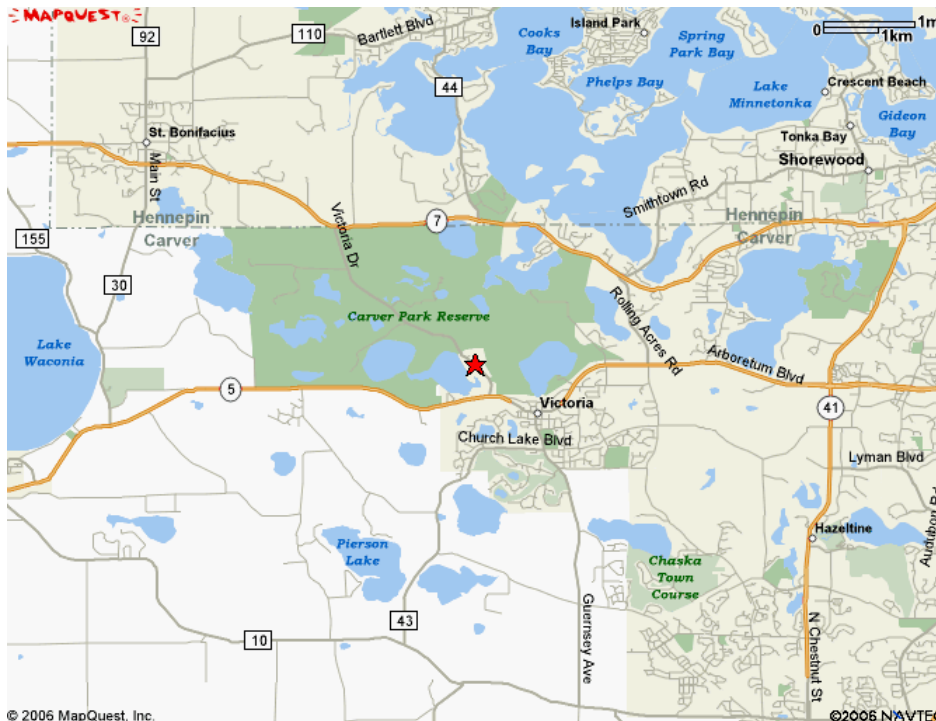 MAPQUEST
92
110
Bartlett Blvd
Island Park
Cooks
Bay
Spring
Park Bay
0
1m
1km
44
Phelps Bay
Lake
Minnetonka
Crescent Beach
Gideon
Bay
St. Bonifacius
Tonka Bay
Shorewood
Main St
Smithtown Rd
Hennepin
Carver
Victoria Dr
7
Hennepin
Carver
155
30
Rolling Acres Rd
Carver Park Reserve
Lake
Waconia
Arboretum Blvd
5
Victoria
41
Church Lake Blvd
Lyman Blvd
Audubon Rd
Hazeltine
Pierson
Lake
Chaska
Town
Course
Guernsey Ave
43
10
N Chestnut St
© 2006 MapQuest, Inc.
©2006 NAVTEQ